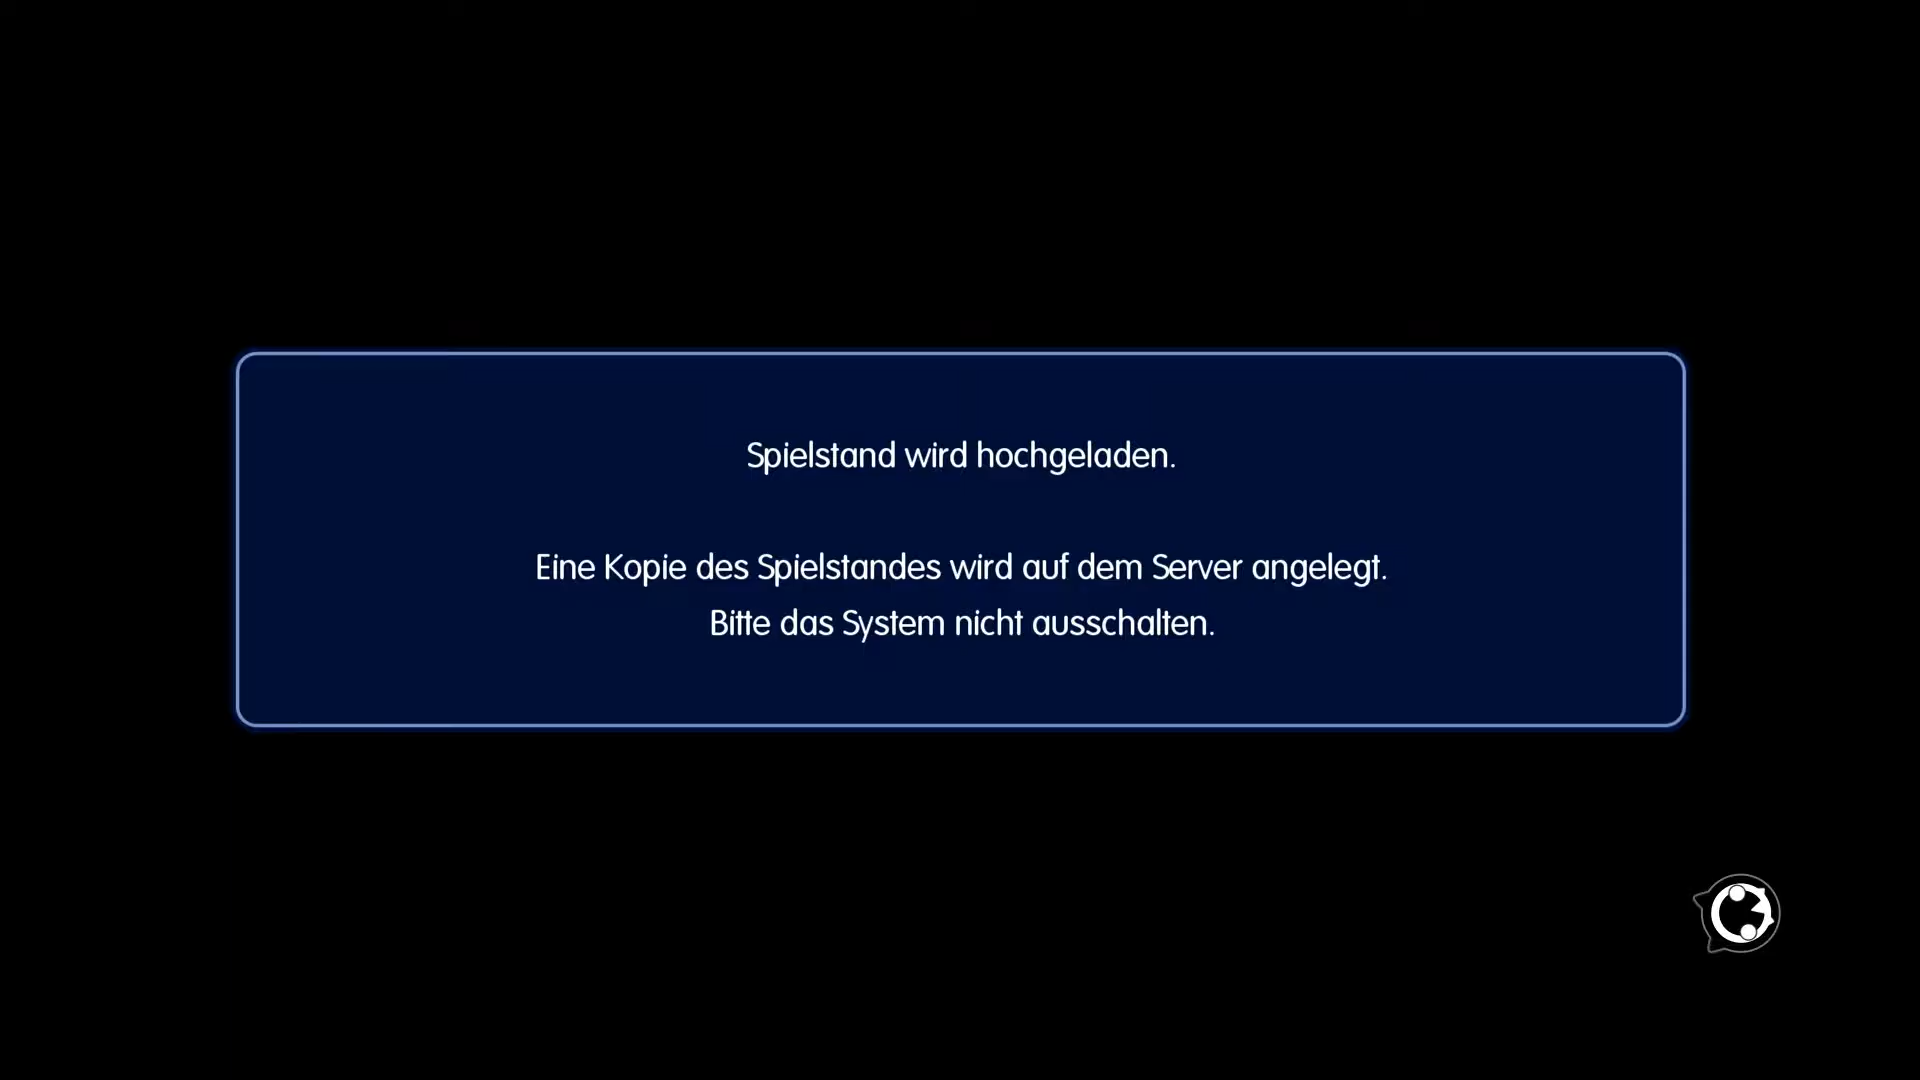 Spielstand wird hochgeladen.
Eine Kopie des Spielstandes wird auf dem Server angelegt.
Bitte das System nicht ausschalten.